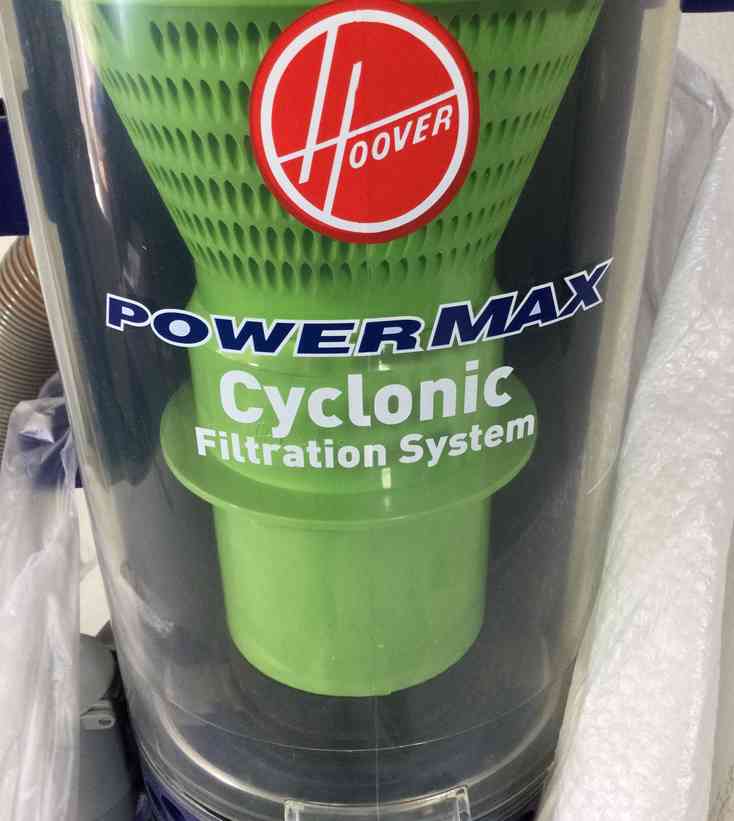 HOOVER
POWERMAX
Cyclonic
Filtration System